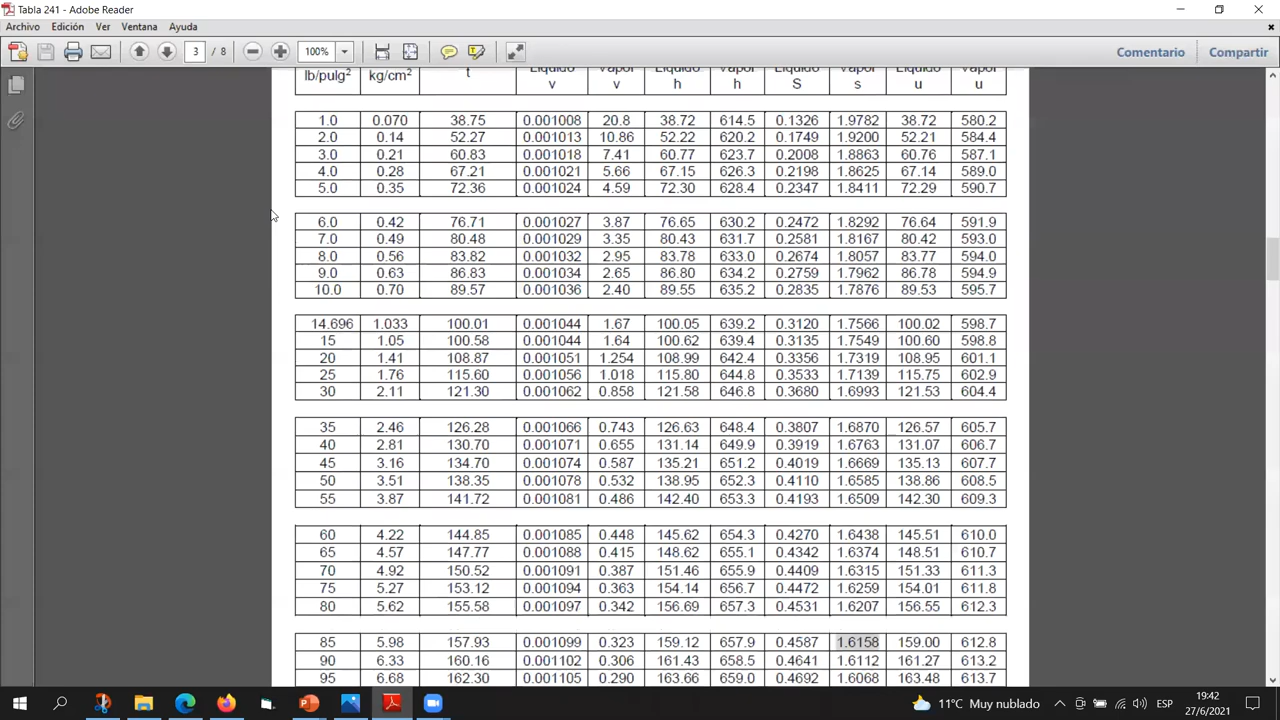 Tabla 241 - Adobe Reader
Archivo Edición Ver Ventana Ayuda
3 / 8 100% Comentario Compartir
lb/pulg² kg/cm² t Líquido v Vapor v Líquido h Vapor h Líquido S Vapor s Líquido u Vapor u
1.0 0.070 38.75 0.001008 20.8 38.72 614.5 0.1326 1.9782 38.72 580.2
2.0 0.14 52.27 0.001013 10.86 52.22 620.2 0.1749 1.9200 52.21 584.4
3.0 0.21 60.83 0.001018 7.41 60.77 623.7 0.2008 1.8863 60.76 587.1
4.0 0.28 67.21 0.001021 5.66 67.15 626.3 0.2198 1.8625 67.14 589.0
5.0 0.35 72.36 0.001024 4.59 72.30 628.4 0.2347 1.8411 72.29 590.7
6.0 0.42 76.71 0.001027 3.87 76.65 630.2 0.2472 1.8292 76.64 591.9
7.0 0.49 80.48 0.001029 3.35 80.43 631.7 0.2581 1.8167 80.42 593.0
8.0 0.56 83.82 0.001032 2.95 83.78 633.0 0.2674 1.8057 83.77 594.0
9.0 0.63 86.83 0.001034 2.65 86.80 634.2 0.2759 1.7962 86.78 594.9
10.0 0.70 89.57 0.001036 2.40 89.55 635.2 0.2835 1.7876 89.53 595.7
14.696 1.033 100.01 0.001044 1.67 100.05 639.2 0.3120 1.7566 100.02 598.7
15 1.05 100.58 0.001044 1.64 100.62 639.4 0.3135 1.7549 100.60 598.8
20 1.41 108.87 0.001051 1.254 108.99 642.4 0.3356 1.7319 108.95 601.1
25 1.76 115.60 0.001056 1.018 115.80 644.8 0.3533 1.7139 115.75 602.9
30 2.11 121.30 0.001062 0.858 121.58 646.8 0.3680 1.6993 121.53 604.4
35 2.46 126.28 0.001066 0.743 126.63 648.4 0.3807 1.6870 126.57 605.7
40 2.81 130.70 0.001071 0.655 131.14 649.9 0.3919 1.6763 131.07 606.7
45 3.16 134.70 0.001074 0.587 135.21 651.2 0.4019 1.6669 135.13 607.7
50 3.51 138.35 0.001078 0.532 138.95 652.3 0.4110 1.6585 138.86 608.5
55 3.87 141.72 0.001081 0.486 142.40 653.3 0.4193 1.6509 142.30 609.3
60 4.22 144.85 0.001085 0.448 145.62 654.3 0.4270 1.6438 145.51 610.0
65 4.57 147.77 0.001088 0.415 148.62 655.1 0.4342 1.6374 148.51 610.7
70 4.92 150.52 0.001091 0.387 151.46 655.9 0.4409 1.6315 151.33 611.3
75 5.27 153.12 0.001094 0.363 154.14 656.7 0.4472 1.6259 154.01 611.8
80 5.62 155.58 0.001097 0.342 156.69 657.3 0.4531 1.6207 156.55 612.3
85 5.98 157.93 0.001099 0.323 159.12 657.9 0.4587 1.6158 159.00 612.8
90 6.33 160.16 0.001102 0.306 161.43 658.5 0.4641 1.6112 161.27 613.2
95 6.68 162.30 0.001105 0.290 163.66 659.0 0.4692 1.6068 163.48 613.7
11°C Muy nublado ESP 19:42
27/6/2021